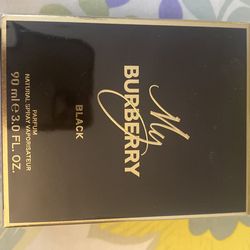 My
BURBERRY
BLACK
PARFUM
NATURAL SPRAY VAPORISATEUR
90 ml ℮ 3.0 FL. OZ.